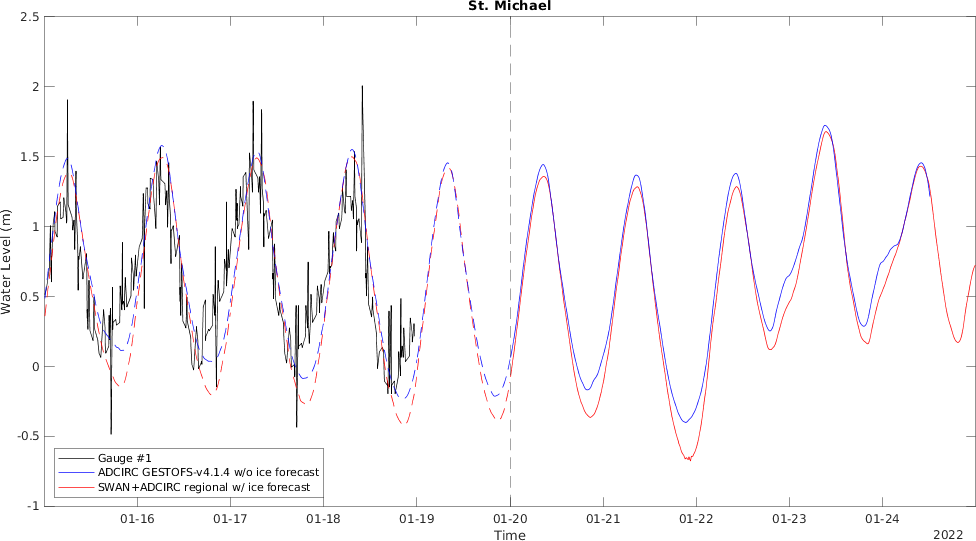 St. Michael
2.5
2
1.5
1
0.5
0
-0.5
-1
Water Level (m)
Gauge #1
ADCIRC GESTOFS-v4.1.4 w/o ice forecast
SWAN+ADCIRC regional w/ ice forecast
01-16 01-17 01-18 01-19 01-20 01-21 01-22 01-23 01-24
Time
2022